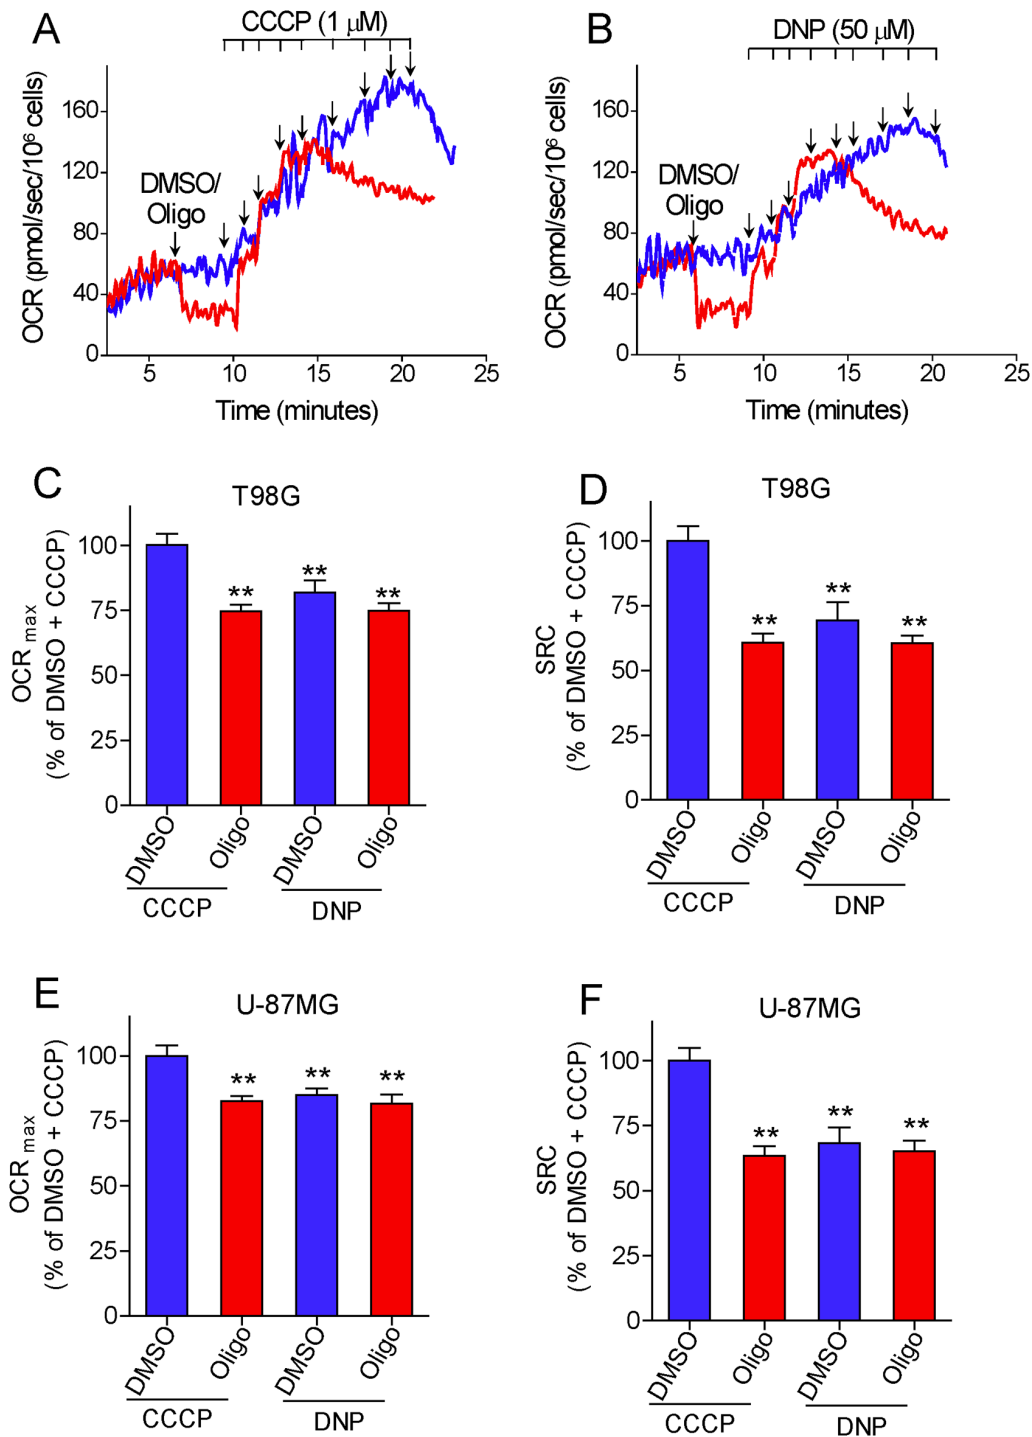 A
CCCP (1 μM)
OCR (pmol/sec/10⁶ cells)
160
120
80
40
0
DMSO/
Oligo
5
10
15
20
25
Time (minutes)
B
DNP (50 μM)
OCR (pmol/sec/10⁶ cells)
160
120
80
40
0
DMSO/
Oligo
5
10
15
20
25
Time (minutes)
C
T98G
OCR max
(% of DMSO + CCCP)
100
75
50
25
0
**
**
**
DMSO
Oligo
DMSO
Oligo
CCCP
DNP
D
T98G
SRC
(% of DMSO + CCCP)
100
75
50
25
0
**
**
**
DMSO
Oligo
DMSO
Oligo
CCCP
DNP
E
U-87MG
OCR max
(% of DMSO + CCCP)
100
75
50
25
0
**
**
**
DMSO
Oligo
DMSO
Oligo
CCCP
DNP
F
U-87MG
SRC
(% of DMSO + CCCP)
100
75
50
25
0
**
**
**
DMSO
Oligo
DMSO
Oligo
CCCP
DNP